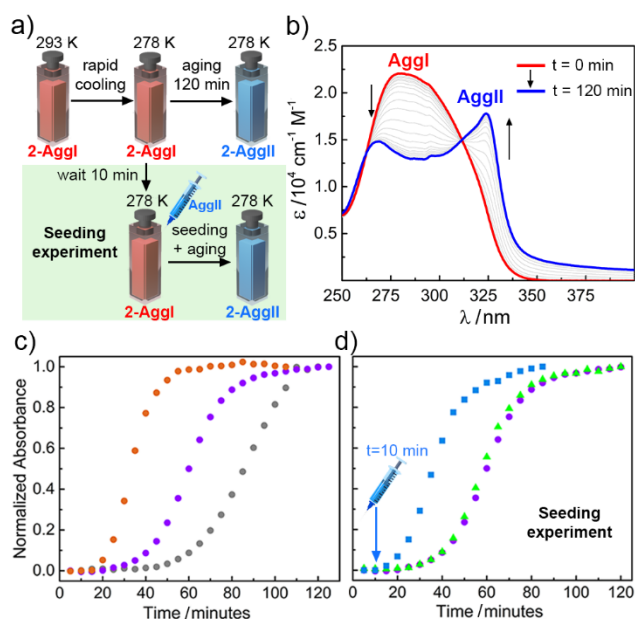 a)
293 K 278 K 278 K
rapid cooling
aging 120 min
2-AggI 2-AggI 2-AggII
wait 10 min
278 K AggII 278 K
Seeding experiment
seeding + aging
2-AggI 2-AggII
b)
2.5
2.0
1.5
1.0
0.5
ε /10⁴ cm⁻¹ M⁻¹
AggI
AggII
t = 0 min
t = 120 min
250 275 300 325 350 375
λ / nm
c)
1.0
0.8
0.6
0.4
0.2
0.0
Normalized Absorbance
0 20 40 60 80 100 120
Time /minutes
d)
t=10 min
Seeding experiment
0 20 40 60 80 100 120
Time /minutes